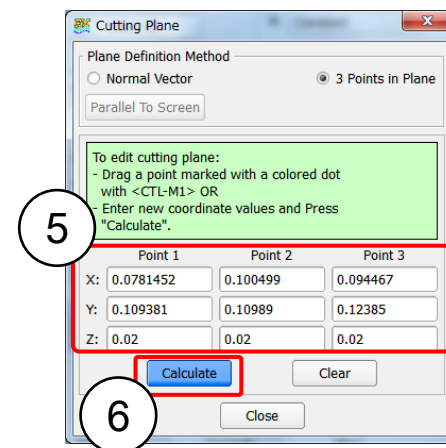 Cutting Plane
X
Plane Definition Method
Normal Vector
3 Points in Plane
Parallel To Screen
To edit cutting plane:
- Drag a point marked with a colored dot
with <CTL-M1> OR
- Enter new coordinate values and Press
"Calculate".
5
Point 1 Point 2 Point 3
X: 0.0781452 0.100499 0.094467
Y: 0.109381 0.10989 0.12385
Z: 0.02 0.02 0.02
Calculate Clear
6
Close